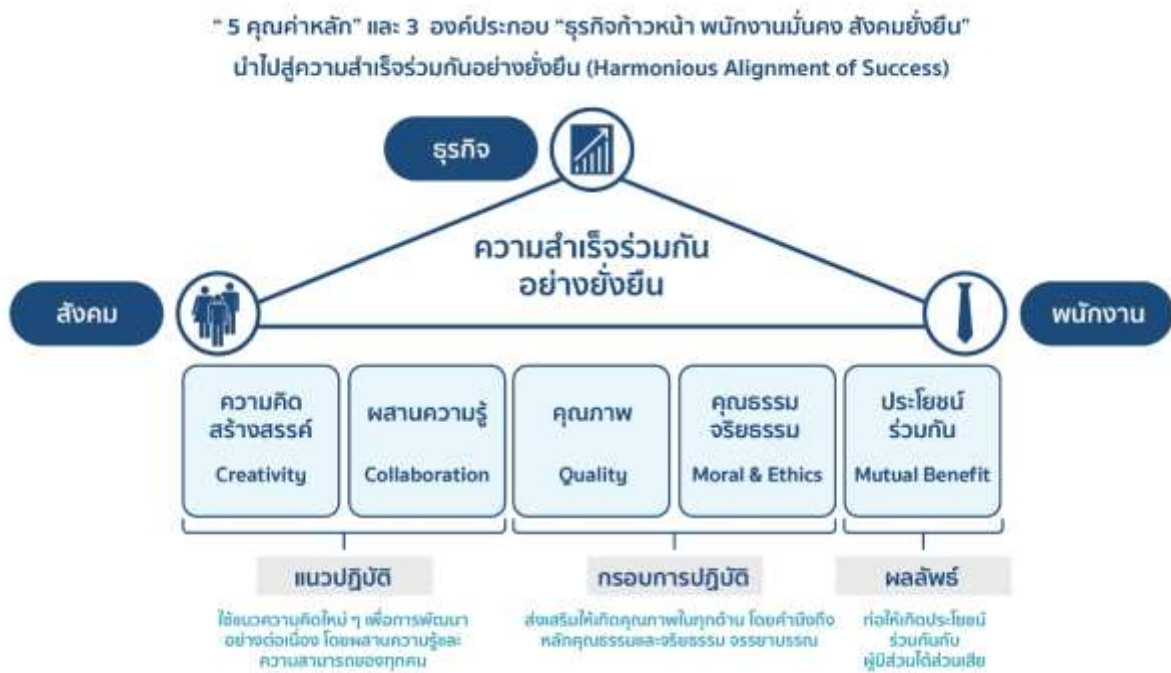 “ 5 คุณค่าหลัก” และ 3 องค์ประกอบ “ธุรกิจก้าวหน้า พนักงานมั่นคง สังคมยั่งยืน”
นำไปสู่ความสำเร็จร่วมกันอย่างยั่งยืน (Harmonious Alignment of Success)
ธุรกิจ
ความสำเร็จร่วมกัน
อย่างยั่งยืน
สังคม
พนักงาน
ความคิด
สร้างสรรค์
Creativity
ผสานความรู้
Collaboration
คุณภาพ
Quality
คุณธรรม
จริยธรรม
Moral & Ethics
ประโยชน์
ร่วมกัน
Mutual Benefit
แนวปฏิบัติ
ใช้แนวความคิดใหม่ ๆ เพื่อการพัฒนา
อย่างต่อเนื่อง โดยผสานความรู้และ
ความสามารถของทุกคน
กรอบการปฏิบัติ
ส่งเสริมให้เกิดคุณภาพในทุกด้าน โดยคำนึงถึง
หลักคุณธรรมและจริยธรรม จรรยาบรรณ
ผลลัพธ์
ก่อให้เกิดประโยชน์
ร่วมกันกับ
ผู้มีส่วนได้ส่วนเสีย